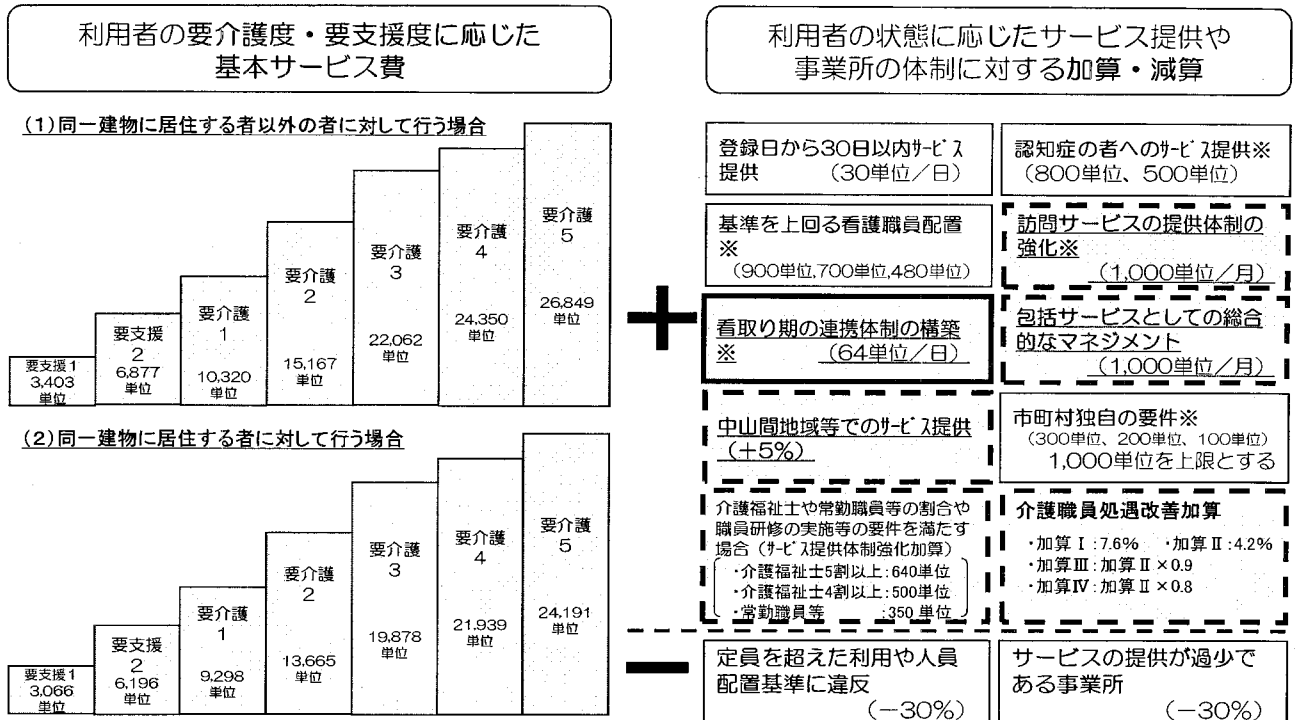 利用者の要介護度・要支援度に応じた
基本サービス費
(1)同一建物に居住する者以外の者に対して行う場合
要支援1
3,403
単位
要支援
2
6,877
単位
要介護
1
10,320
単位
要介護
2
15,167
単位
要介護
3
22,062
単位
要介護
4
24,350
単位
要介護
5
26,849
単位
(2)同一建物に居住する者に対して行う場合
要支援1
3,066
単位
要支援
2
6,196
単位
要介護
1
9,298
単位
要介護
2
13,665
単位
要介護
3
19,878
単位
要介護
4
21,939
単位
要介護
5
24,191
単位
利用者の状態に応じたサービス提供や
事業所の体制に対する加算・減算
登録日から30日以内サービス
提供 (30単位/日)
認知症の者へのサービス提供※
(800単位、500単位)
基準を上回る看護職員配置
※
(900単位,700単位,480単位)
訪問サービスの提供体制の
強化※
(1,000単位/月)
+
看取り期の連携体制の構築
※ (64単位/日)
包括サービスとしての総合
的なマネジメント
(1,000単位/月)
中山間地域等でのサービス提供
(+5%)
市町村独自の要件※
(300単位、200単位、100単位)
1,000単位を上限とする
介護福祉士や常勤職員等の割合や
職員研修の実施等の要件を満たす
場合(サービス提供体制強化加算)
・介護福祉士5割以上:640単位
・介護福祉士4割以上:500単位
・常勤職員等 :350 単位
介護職員処遇改善加算
・加算Ⅰ:7.6% ・加算Ⅱ:4.2%
・加算Ⅲ:加算Ⅱ×0.9
・加算Ⅳ:加算Ⅱ×0.8
−
定員を超えた利用や人員
配置基準に違反
(−30%)
サービスの提供が過少で
ある事業所
(−30%)